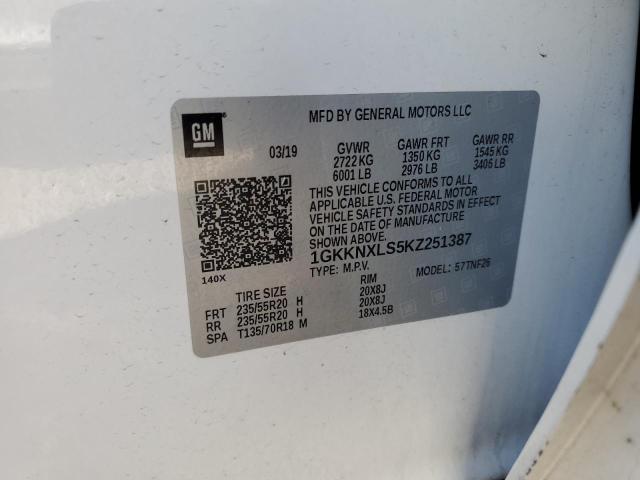 GM
MFD BY GENERAL MOTORS LLC
03/19 GVWR GAWR FRT GAWR RR
2722 KG 1350 KG 1545 KG
6001 LB 2976 LB 3406 LB
THIS VEHICLE CONFORMS TO ALL
APPLICABLE U.S. FEDERAL MOTOR
VEHICLE SAFETY STANDARDS IN EFFECT
ON THE DATE OF MANUFACTURE
SHOWN ABOVE.
1GKKNXLS5KZ251387
TYPE: M.P.V. MODEL: 57TNF26
140X
TIRE SIZE RIM
FRT 235/55R20 H 20X8J
RR 235/55R20 H 20X8J
SPA T135/70R18 M 18X4.5B